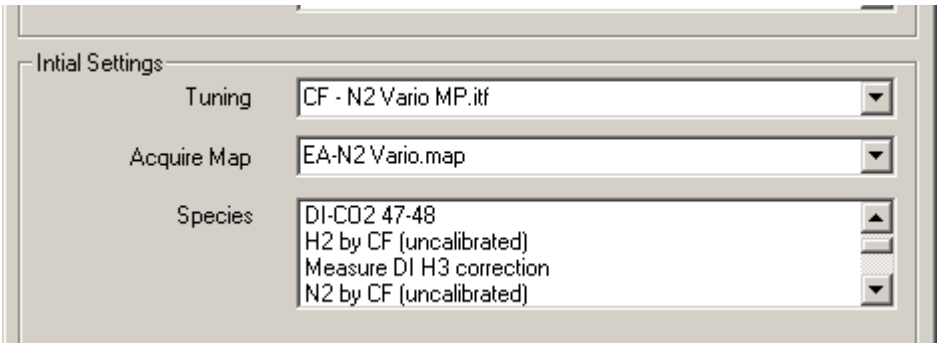 Intial Settings
Tuning CF - N2 Vario MP.itf
Acquire Map EA-N2 Vario.map
Species DI-CO2 47-48
H2 by CF (uncalibrated)
Measure DI H3 correction
N2 by CF (uncalibrated)